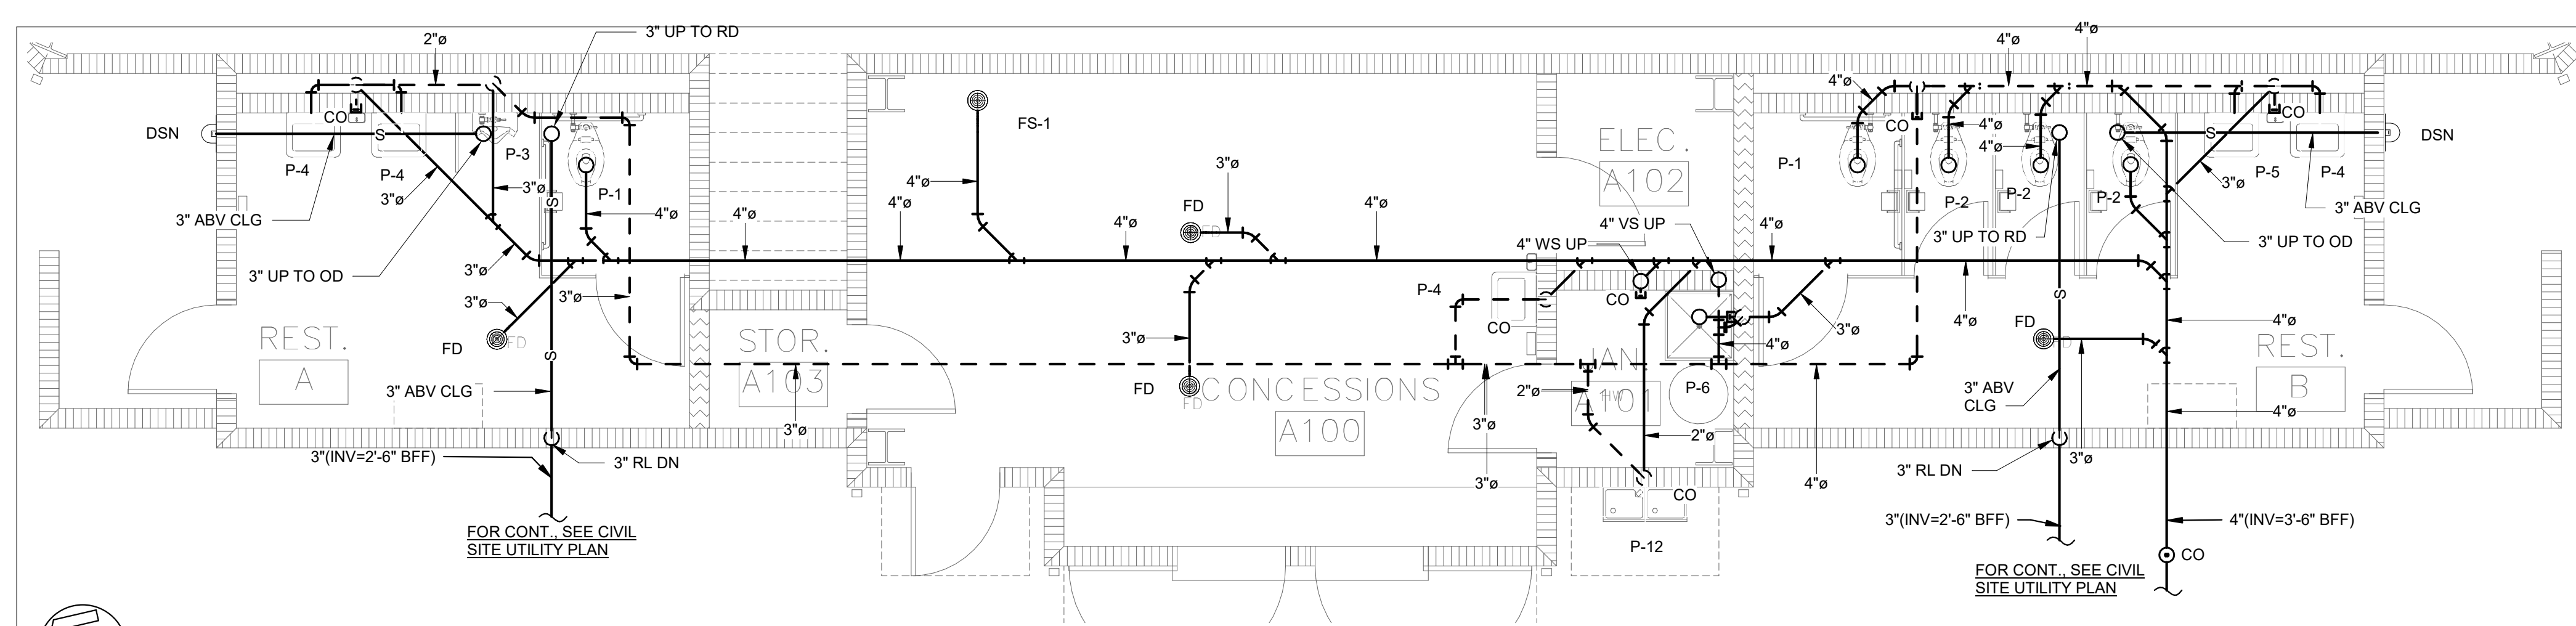 3" UP TO RD
2"ø
4"ø
4"ø
4"ø
DSN
CO
S
P-3
P-4
P-4
3"ø
3"ø
P-1
S
4"ø
3" ABV CLG
3" UP TO OD
3"ø
3"ø
3"ø
FD
FD
REST.
A
3" ABV CLG
3"(INV=2'-6" BFF)
3" RL DN
FOR CONT., SEE CIVIL
SITE UTILITY PLAN
S
4"ø
STOR.
A103
3"ø
FS-1
4"ø
4"ø
4"ø
3"ø
FD
FD
3"ø
FD
FD
CONCESSIONS
A100
4"ø
ELEC.
A102
4" VS UP
4" WS UP
P-4
CO
CO
JAN.
A101
HW
P-6
2"ø
3"ø
3"ø
2"ø
CO
P-12
4"ø
3"ø
4"ø
4"ø
P-1
CO
4"ø
4"ø
P-2
P-2
P-2
3" UP TO RD
4"ø
S
S
CO
DSN
P-5
P-4
3"ø
3" ABV CLG
3" UP TO OD
FD
FD
4"ø
REST.
B
3" ABV
CLG
4"ø
3"ø
3" RL DN
3"(INV=2'-6" BFF)
4"(INV=3'-6" BFF)
CO
FOR CONT., SEE CIVIL
SITE UTILITY PLAN